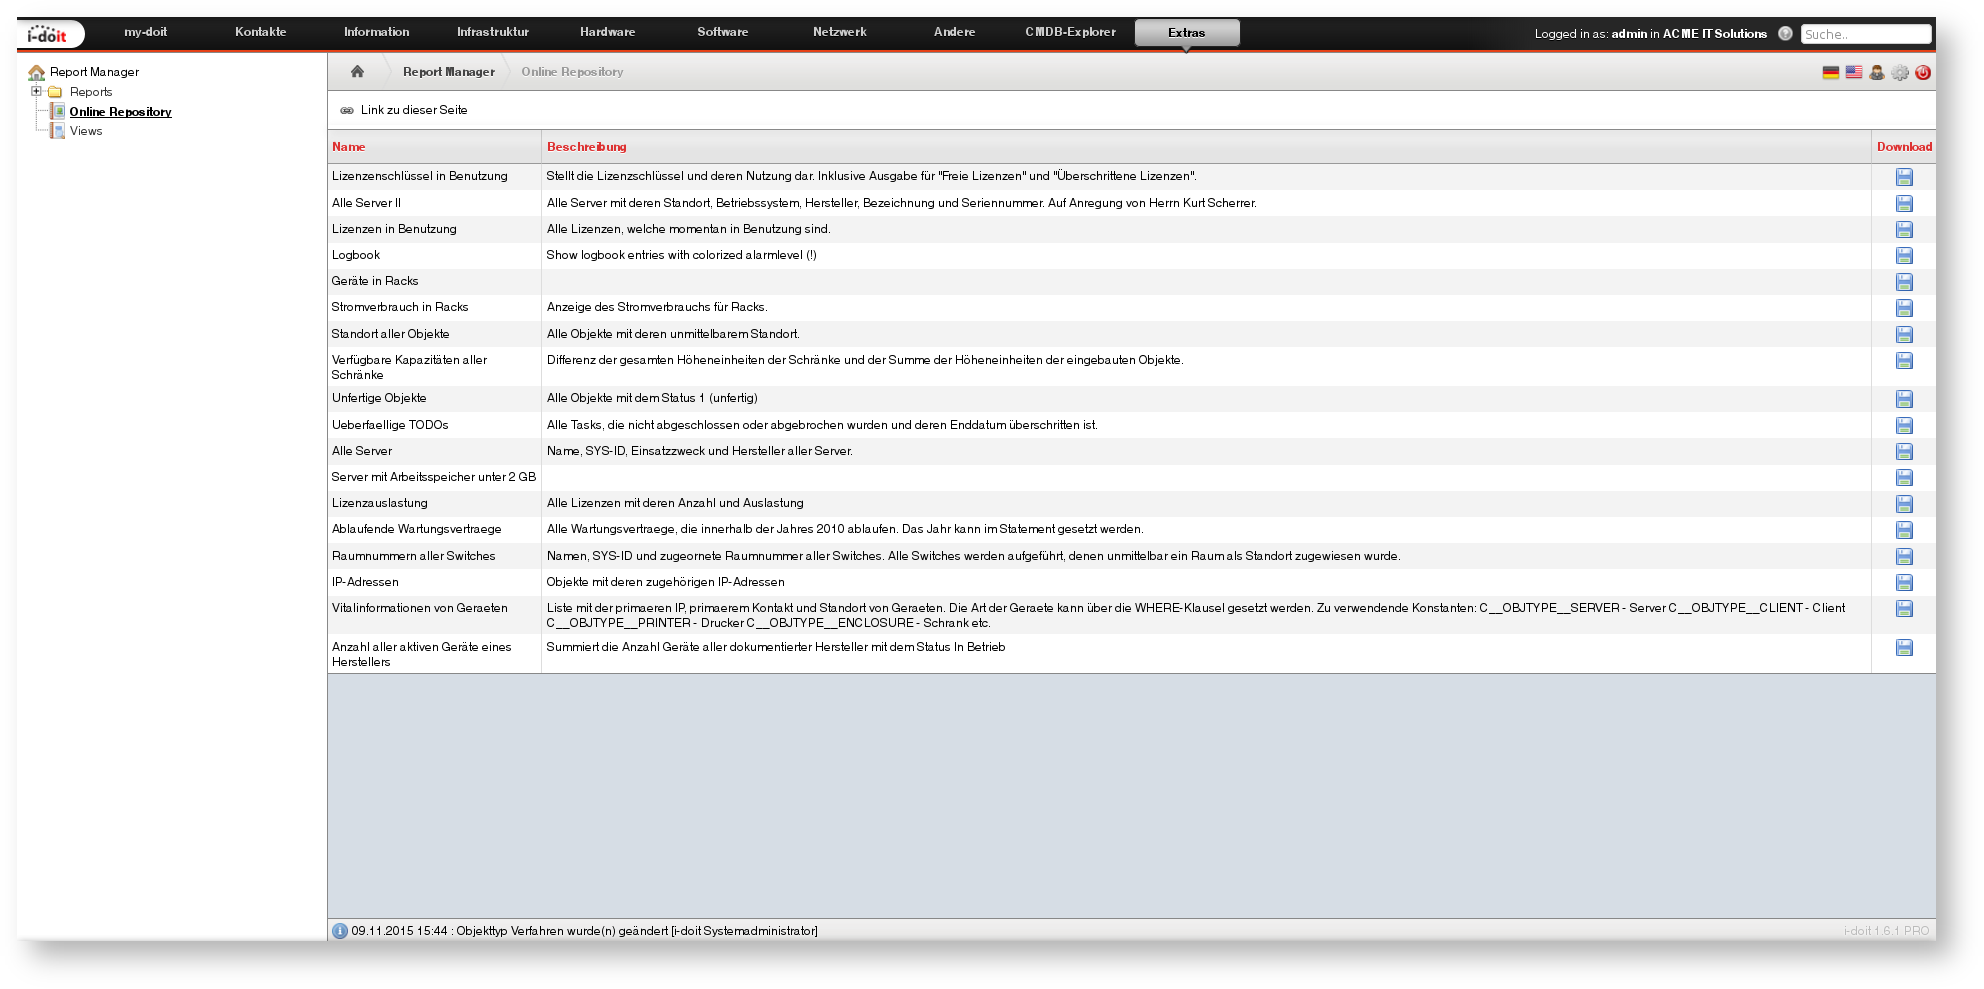 i-doit my-doit Kontakte Information Infrastruktur Hardware Software Netzwerk Andere CMDB-Explorer Extras Logged in as: admin in ACME IT Solutions Suche..
Report Manager
Reports
Online Repository
Views
Report Manager Online Repository
Link zu dieser Seite
Name Beschreibung Download
Lizenzenschlüssel in Benutzung Stellt die Lizenzschlüssel und deren Nutzung dar. Inklusive Ausgabe für "Freie Lizenzen" und "Überschrittene Lizenzen".
Alle Server II Alle Server mit deren Standort, Betriebssystem, Hersteller, Bezeichnung und Seriennummer. Auf Anregung von Herrn Kurt Scherrer.
Lizenzen in Benutzung Alle Lizenzen, welche momentan in Benutzung sind.
Logbook Show logbook entries with colorized alarmlevel (!)
Geräte in Racks
Stromverbrauch in Racks Anzeige des Stromverbrauchs für Racks.
Standort aller Objekte Alle Objekte mit deren unmittelbarem Standort.
Verfügbare Kapazitäten aller Differenz der gesamten Höheneinheiten der Schränke und der Summe der Höheneinheiten der eingebauten Objekte.
Schränke
Unfertige Objekte Alle Objekte mit dem Status 1 (unfertig)
Ueberfaellige TODOs Alle Tasks, die nicht abgeschlossen oder abgebrochen wurden und deren Enddatum überschritten ist.
Alle Server Name, SYS-ID, Einsatzzweck und Hersteller aller Server.
Server mit Arbeitsspeicher unter 2 GB
Lizenzauslastung Alle Lizenzen mit deren Anzahl und Auslastung
Ablaufende Wartungsvertraege Alle Wartungsvertraege, die innerhalb der Jahres 2010 ablaufen. Das Jahr kann im Statement gesetzt werden.
Raumnummern aller Switches Namen, SYS-ID und zugeornete Raumnummer aller Switches. Alle Switches werden aufgeführt, denen unmittelbar ein Raum als Standort zugewiesen wurde.
IP-Adressen Objekte mit deren zugehörigen IP-Adressen
Vitalinformationen von Geraeten Liste mit der primaeren IP, primaerem Kontakt und Standort von Geraeten. Die Art der Geraete kann über die WHERE-Klausel gesetzt werden. Zu verwendende Konstanten: C__OBJTYPE__SERVER - Server C__OBJTYPE__CLIENT - Client
C__OBJTYPE__PRINTER - Drucker C__OBJTYPE__ENCLOSURE - Schrank etc.
Anzahl aller aktiven Geräte eines Summiert die Anzahl Geräte aller dokumentierter Hersteller mit dem Status In Betrieb
Herstellers
09.11.2015 15:44 : Objekttyp Verfahren wurde(n) geändert [i-doit Systemadministrator] i-doit 1.6.1 PRO